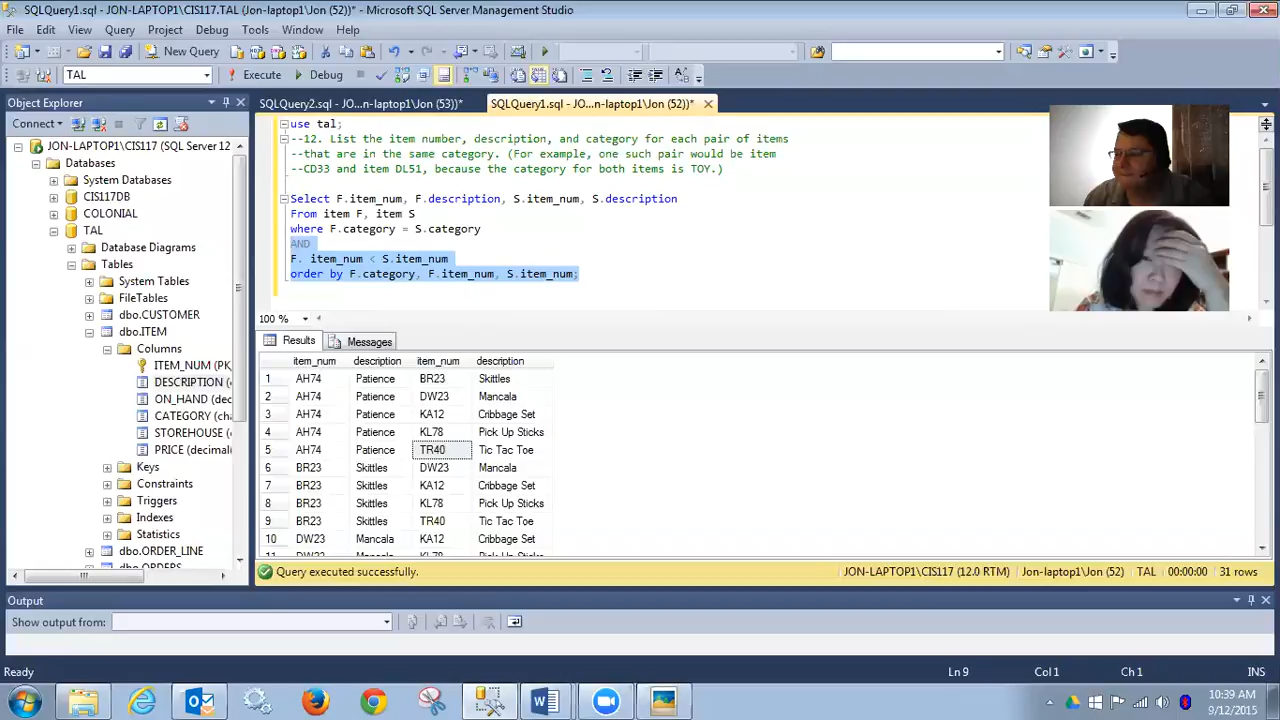 SQLQuery1.sql - JON-LAPTOP1\CIS117.TAL (Jon-laptop1\Jon (52))* - Microsoft SQL Server Management Studio
File Edit View Query Project Debug Tools Window Help
New Query
TAL Execute Debug
Object Explorer
SQLQuery2.sql - JO...n-laptop1\Jon (53))*
SQLQuery1.sql - JO...n-laptop1\Jon (52))*
Connect
JON-LAPTOP1\CIS117 (SQL Server 12
Databases
System Databases
CIS117DB
COLONIAL
TAL
Database Diagrams
Tables
System Tables
FileTables
dbo.CUSTOMER
dbo.ITEM
Columns
ITEM_NUM (PK,
DESCRIPTION (
ON_HAND (dec
CATEGORY (ch
STOREHOUSE (
PRICE (decimal
Keys
Constraints
Triggers
Indexes
Statistics
dbo.ORDER_LINE
dbo.ORDERS
use tal;
--12. List the item number, description, and category for each pair of items
--that are in the same category. (For example, one such pair would be item
--CD33 and item DL51, because the category for both items is TOY.)
Select F.item_num, F.description, S.item_num, S.description
From item F, item S
where F.category = S.category
AND
F. item_num < S.item_num
order by F.category, F.item_num, S.item_num;
100 %
Results Messages
item_num description item_num description
1 AH74 Patience BR23 Skittles
2 AH74 Patience DW23 Mancala
3 AH74 Patience KA12 Cribbage Set
4 AH74 Patience KL78 Pick Up Sticks
5 AH74 Patience TR40 Tic Tac Toe
6 BR23 Skittles DW23 Mancala
7 BR23 Skittles KA12 Cribbage Set
8 BR23 Skittles KL78 Pick Up Sticks
9 BR23 Skittles TR40 Tic Tac Toe
10 DW23 Mancala KA12 Cribbage Set
11 DW23 Mancala KL78 Pick Up Sticks
Query executed successfully. JON-LAPTOP1\CIS117 (12.0 RTM) Jon-laptop1\Jon (52) TAL 00:00:00 31 rows
Output
Show output from:
Ready Ln 9 Col 1 Ch 1 INS
10:39 AM
9/12/2015